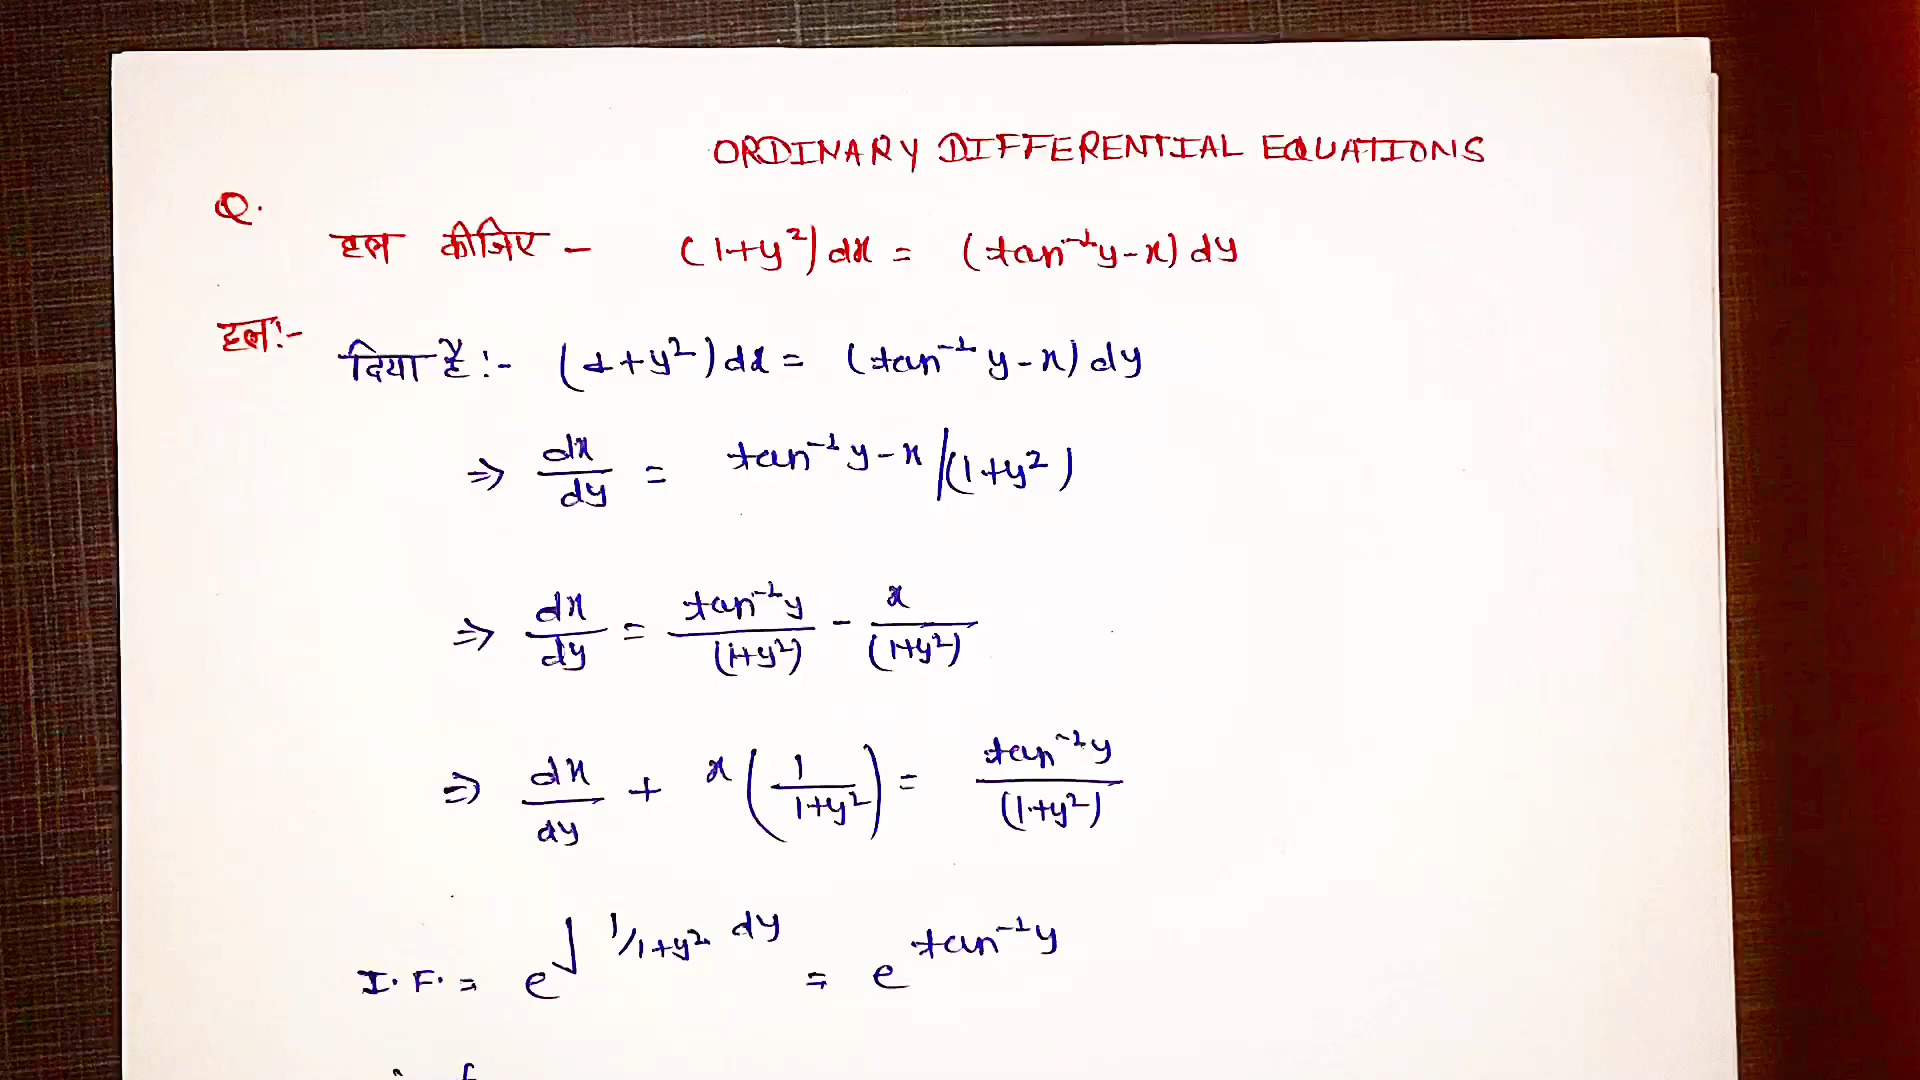 ORDINARY DIFFERENTIAL EQUATIONS
Q.
हल कीजिए - (1+y²) dx = (tan⁻¹y-x) dy
हल:-
दिया है :- (1+y²) dx = (tan⁻¹ y-x) dy
⇒ dx/dy = tan⁻¹ y-x /(1+y²)
⇒ dx/dy = tan⁻¹y/(1+y²) - x/(1+y²)
⇒ dx/dy + x (1/1+y²) = tan⁻¹y/(1+y²)
I.F. = e^∫ 1/1+y² dy = e^tan⁻¹y